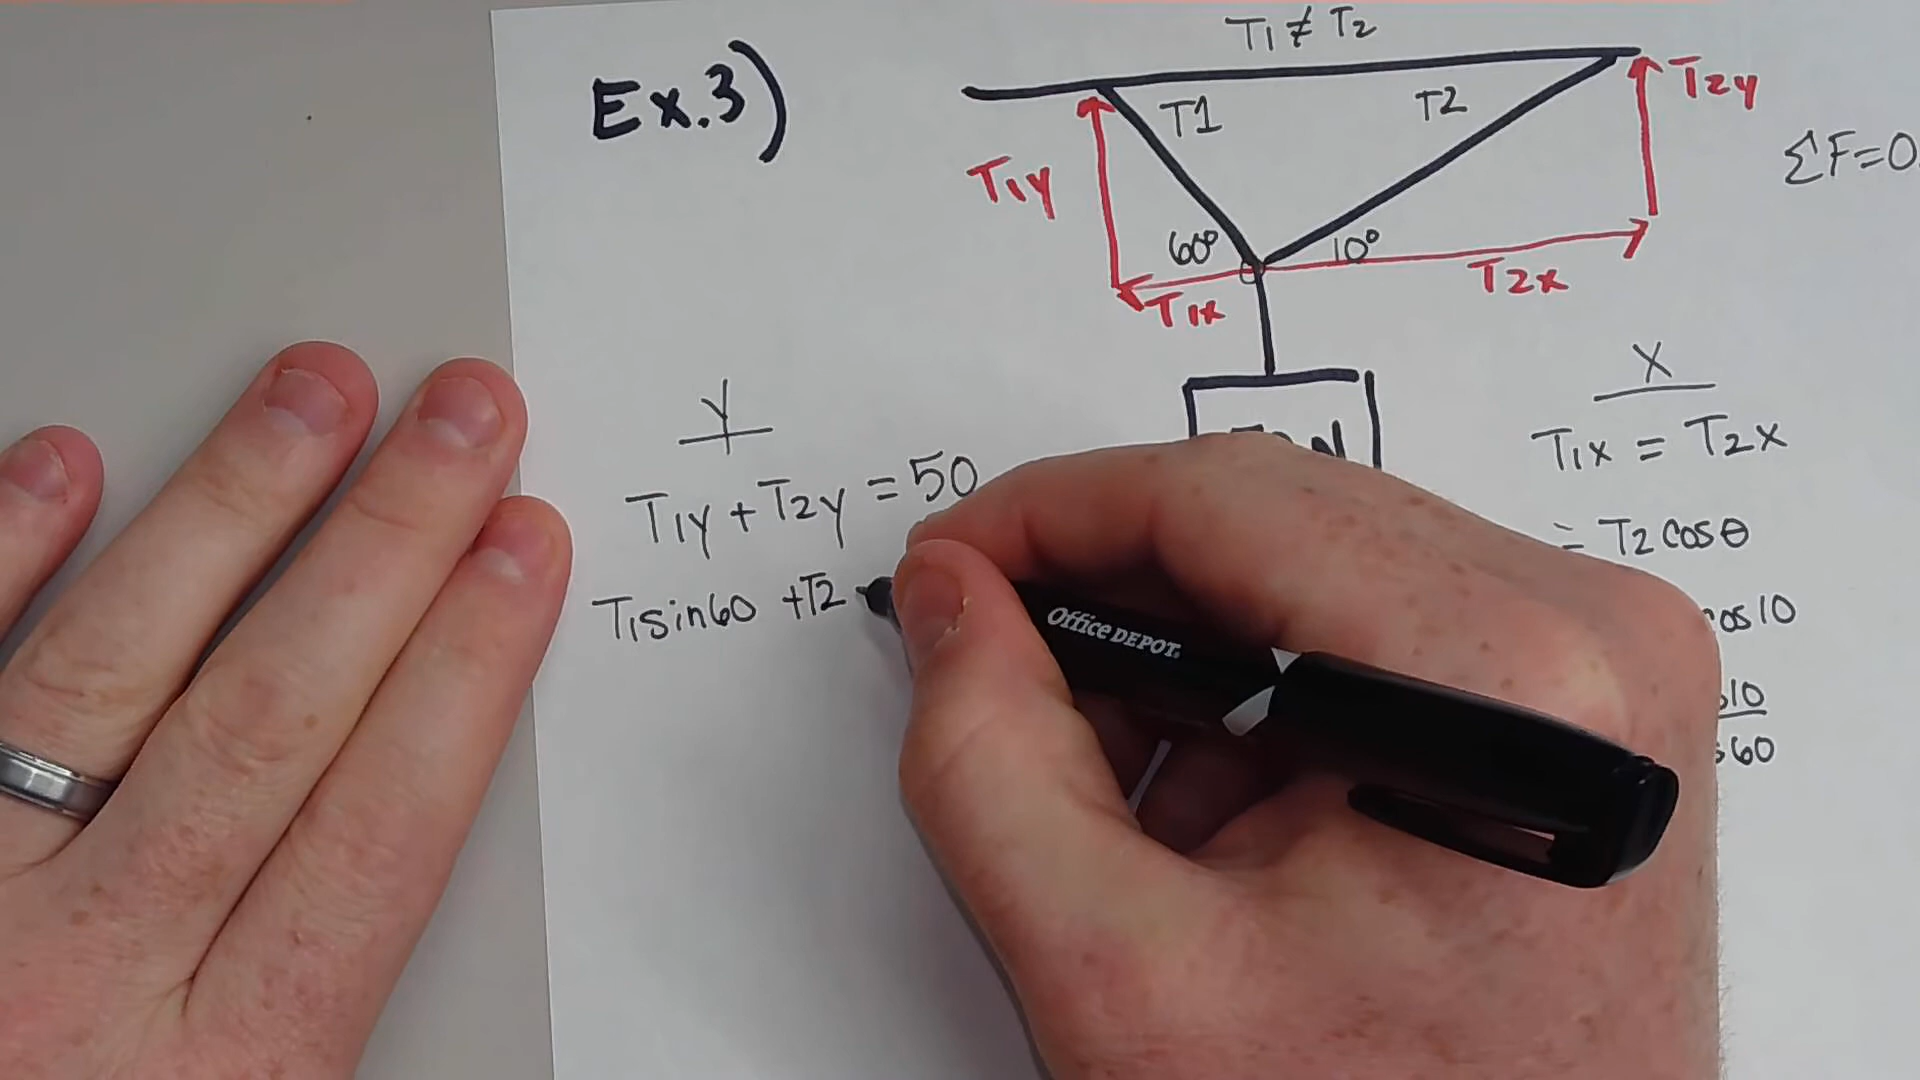 T1 ≠ T2
Ex.3)
T1
T2
T2y
T1y
ΣF=0
60°
10°
T1x
T2x
Y
T1y + T2y = 50
T1sin60 +T2
X
T1x = T2x
= T2 cosθ
cos10
10
60
Office DEPOT.